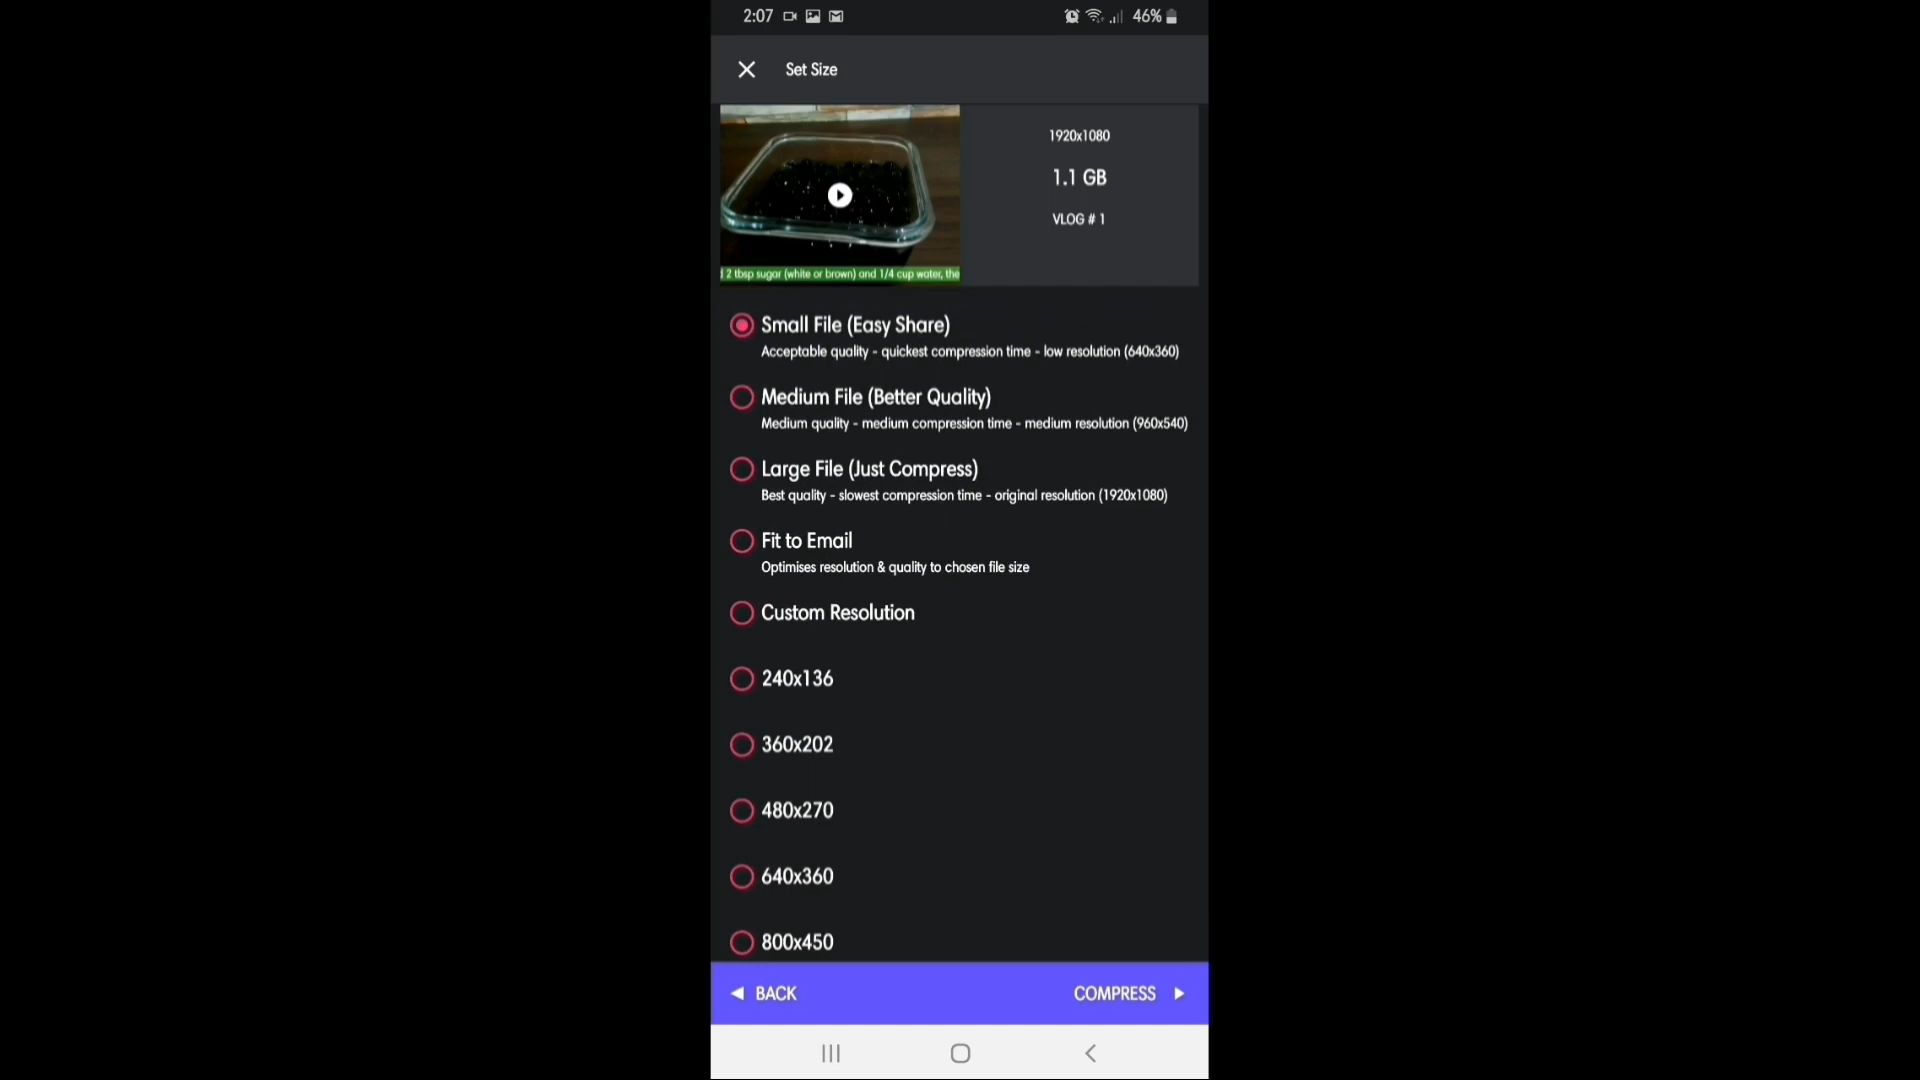 2:07
46%
Set Size
1920x1080
1.1 GB
VLOG # 1
2 tbsp sugar (white or brown) and 1/4 cup water, the
Small File (Easy Share)
Acceptable quality - quickest compression time - low resolution (640x360)
Medium File (Better Quality)
Medium quality - medium compression time - medium resolution (960x540)
Large File (Just Compress)
Best quality - slowest compression time - original resolution (1920x1080)
Fit to Email
Optimises resolution & quality to chosen file size
Custom Resolution
240x136
360x202
480x270
640x360
800x450
BACK
COMPRESS